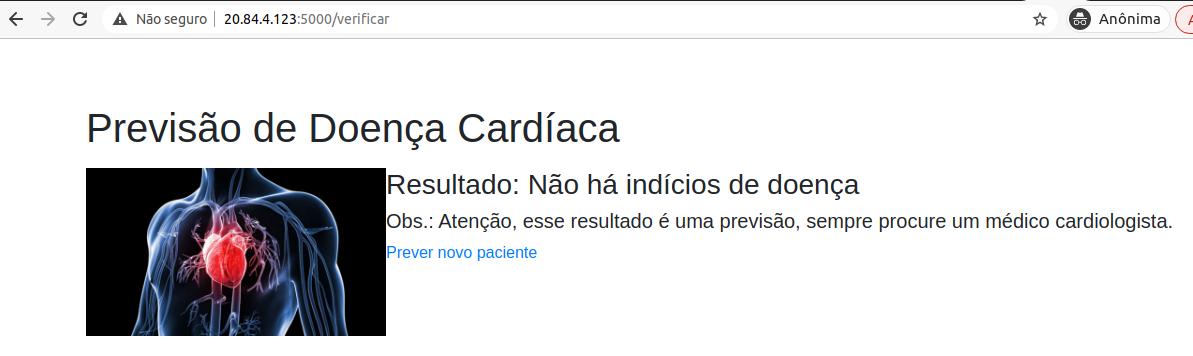 Não seguro | 20.84.4.123:5000/verificar
Anônima
Previsão de Doença Cardíaca
Resultado: Não há indícios de doença
Obs.: Atenção, esse resultado é uma previsão, sempre procure um médico cardiologista.
Prever novo paciente